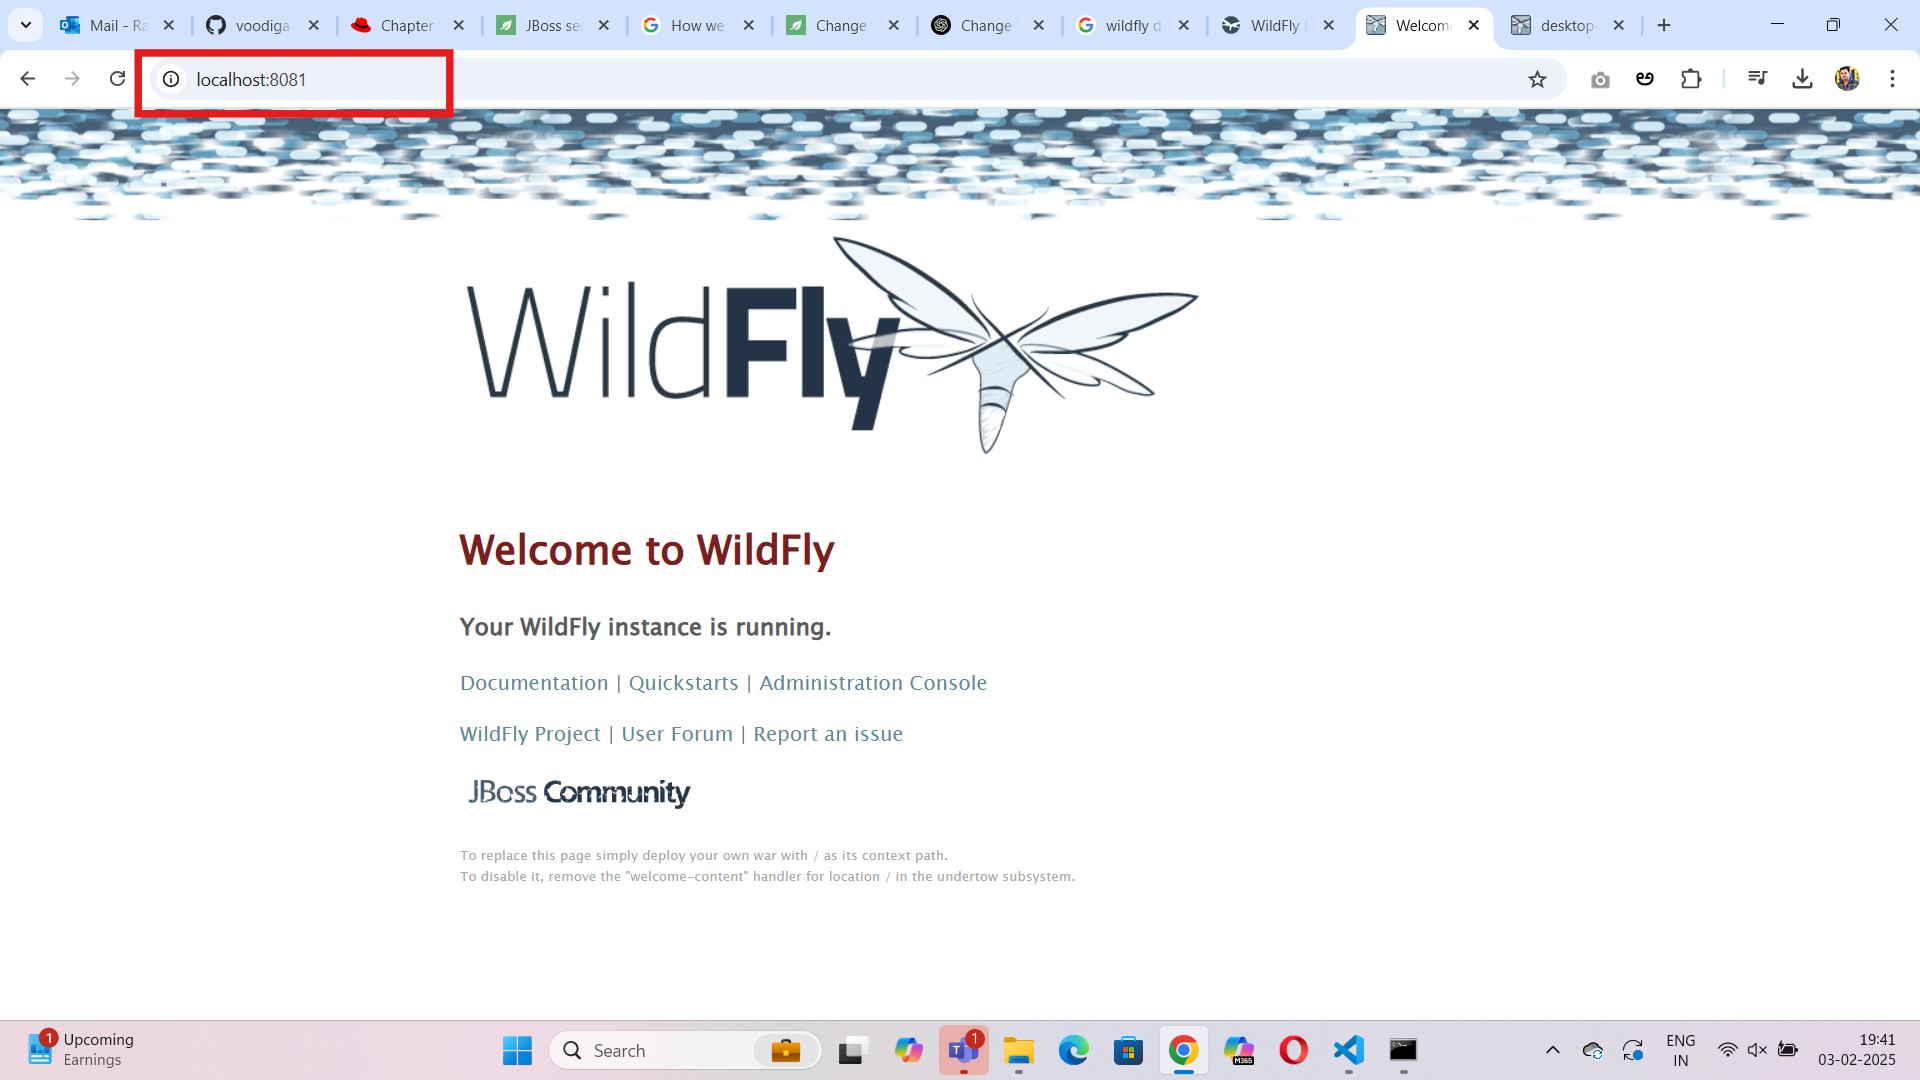 Mail - Ra
voodiga
Chapter
JBoss ser
How we
Change
Change
wildfly d
WildFly
Welcom
desktop
localhost:8081
WildFly
Welcome to WildFly
Your WildFly instance is running.
Documentation | Quickstarts | Administration Console
WildFly Project | User Forum | Report an issue
JBoss Community
To replace this page simply deploy your own war with / as its context path.
To disable it, remove the "welcome-content" handler for location / in the undertow subsystem.
1
Upcoming
Earnings
Search
1
M365
ENG
IN
19:41
03-02-2025